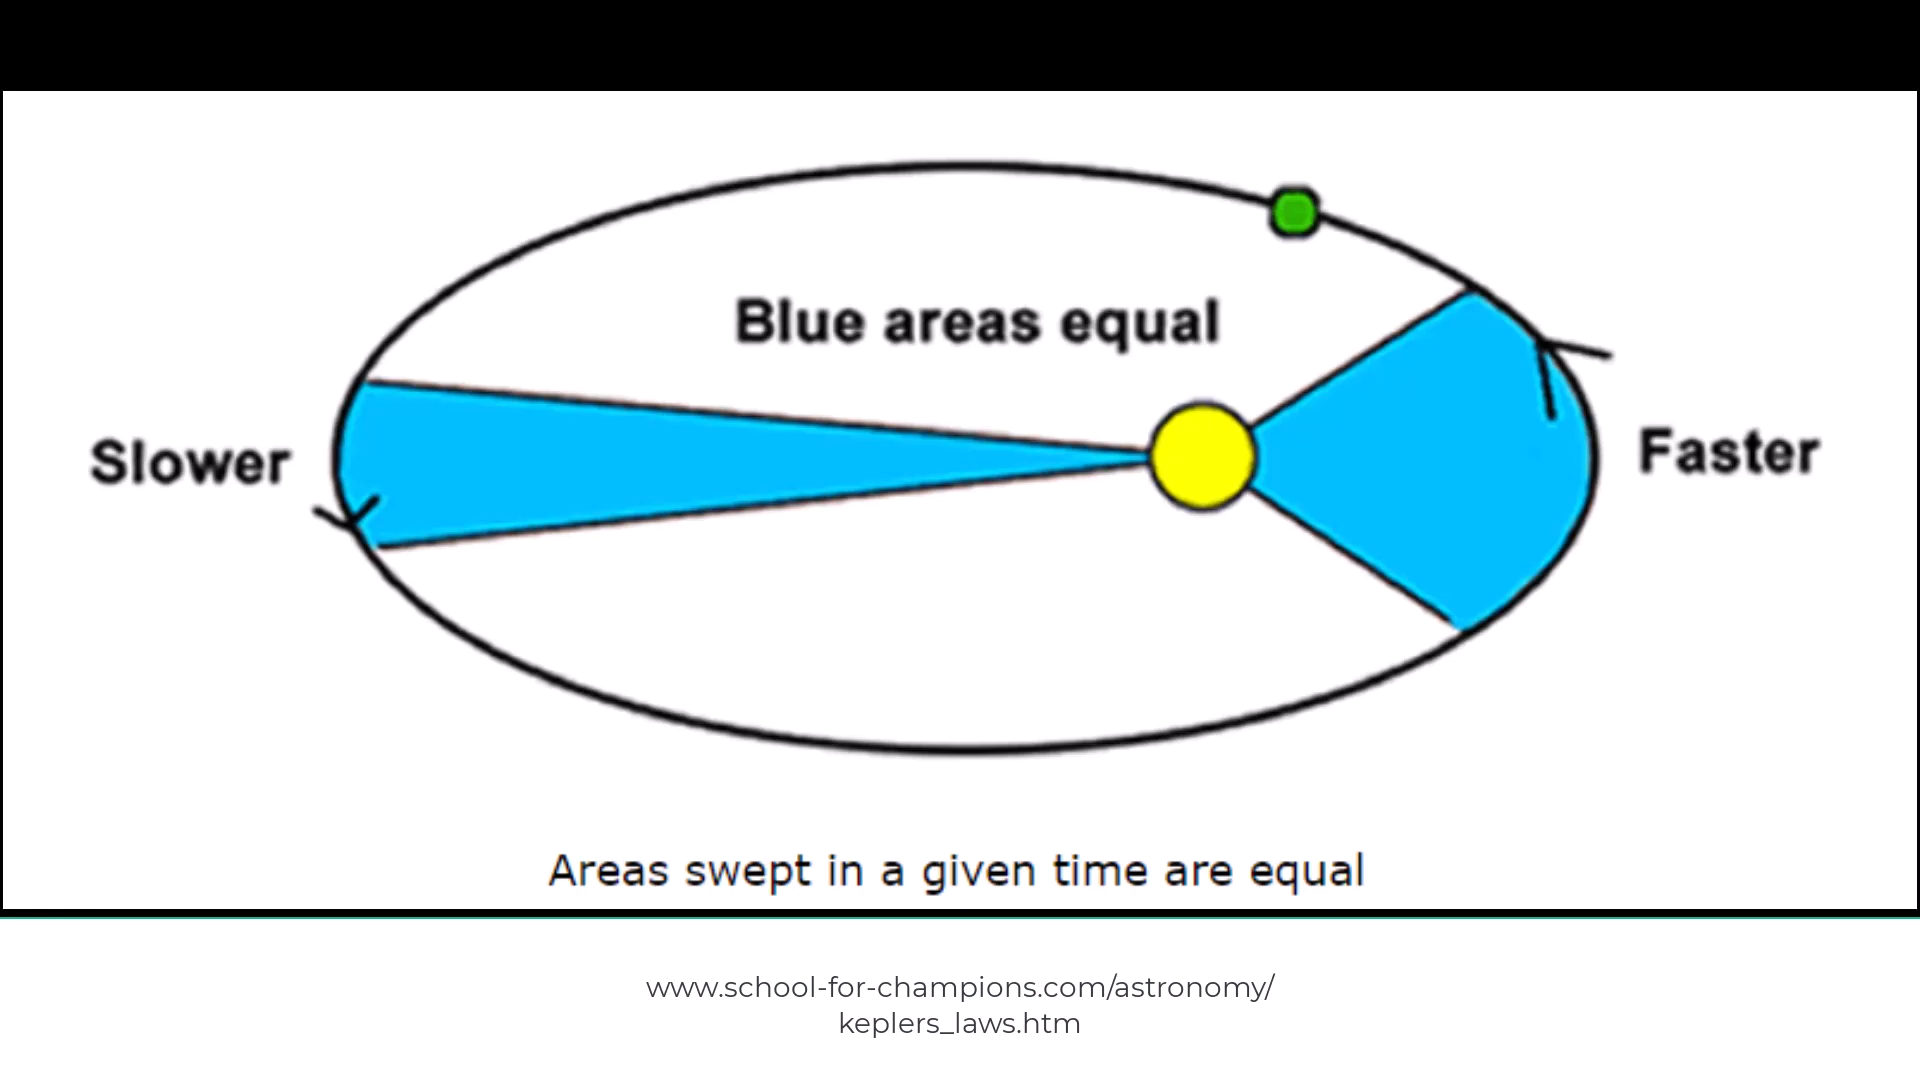 Blue areas equal
Slower
Faster
Areas swept in a given time are equal
www.school-for-champions.com/astronomy/
keplers_laws.htm